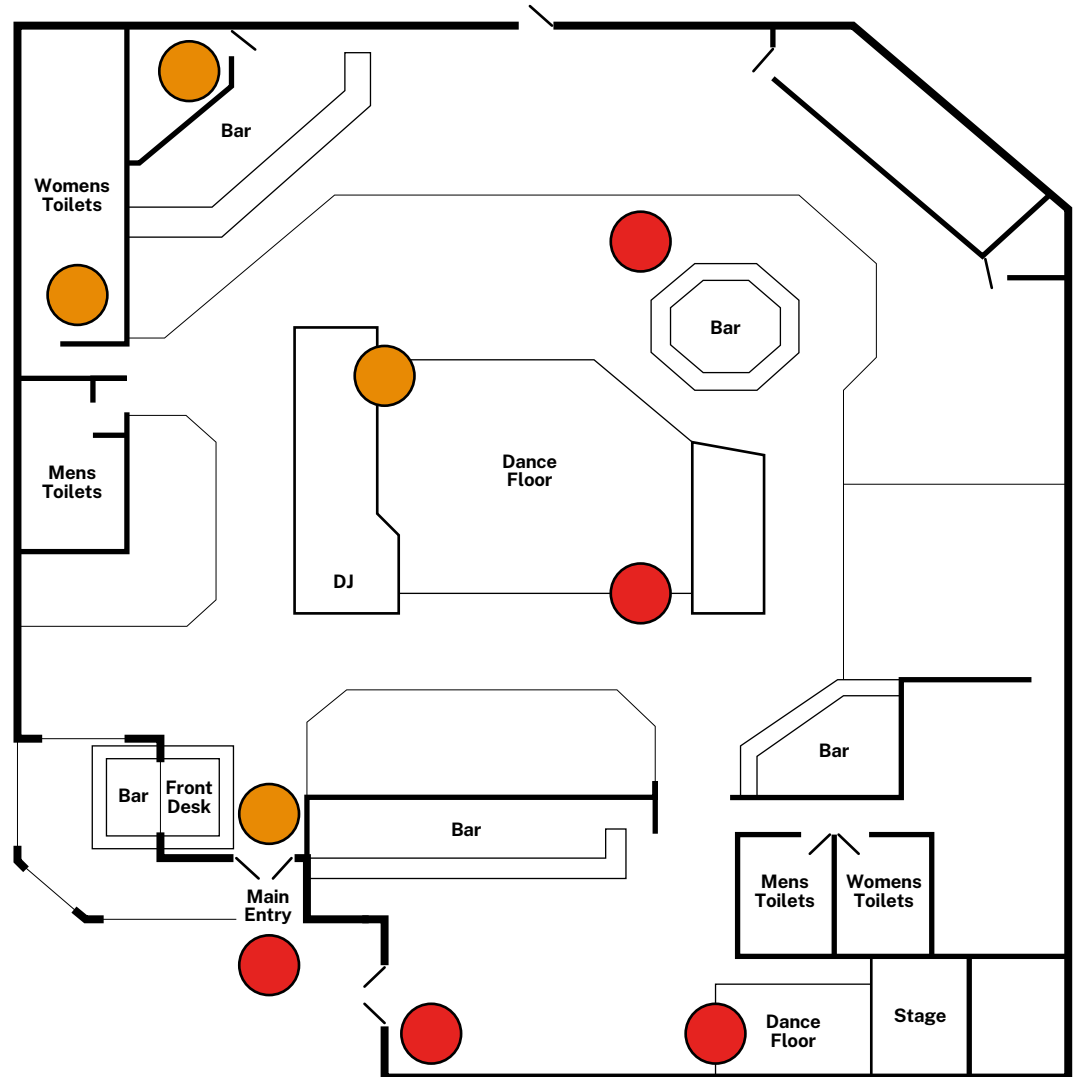 Bar
Womens
Toilets
Bar
Dance
Floor
Mens
Toilets
DJ
Bar
Bar
Front
Desk
Bar
Main
Entry
Mens
Toilets
Womens
Toilets
Dance
Floor
Stage